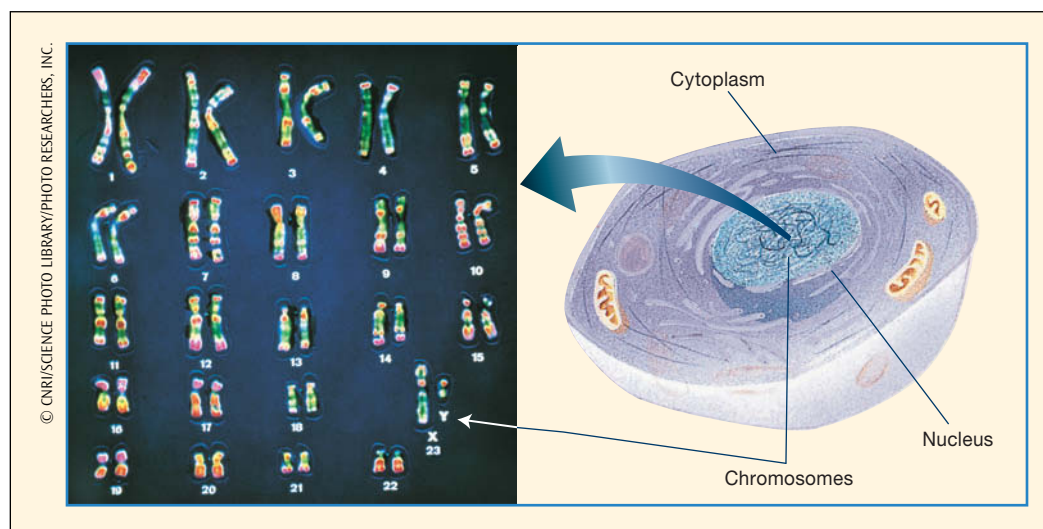 © CNRI/SCIENCE PHOTO LIBRARY/PHOTO RESEARCHERS, INC.
1 2 3 4 5
6 7 8 9 10
11 12 13 14 15
16 17 18 Y
X
23
19 20 21 22
Cytoplasm
Nucleus
Chromosomes